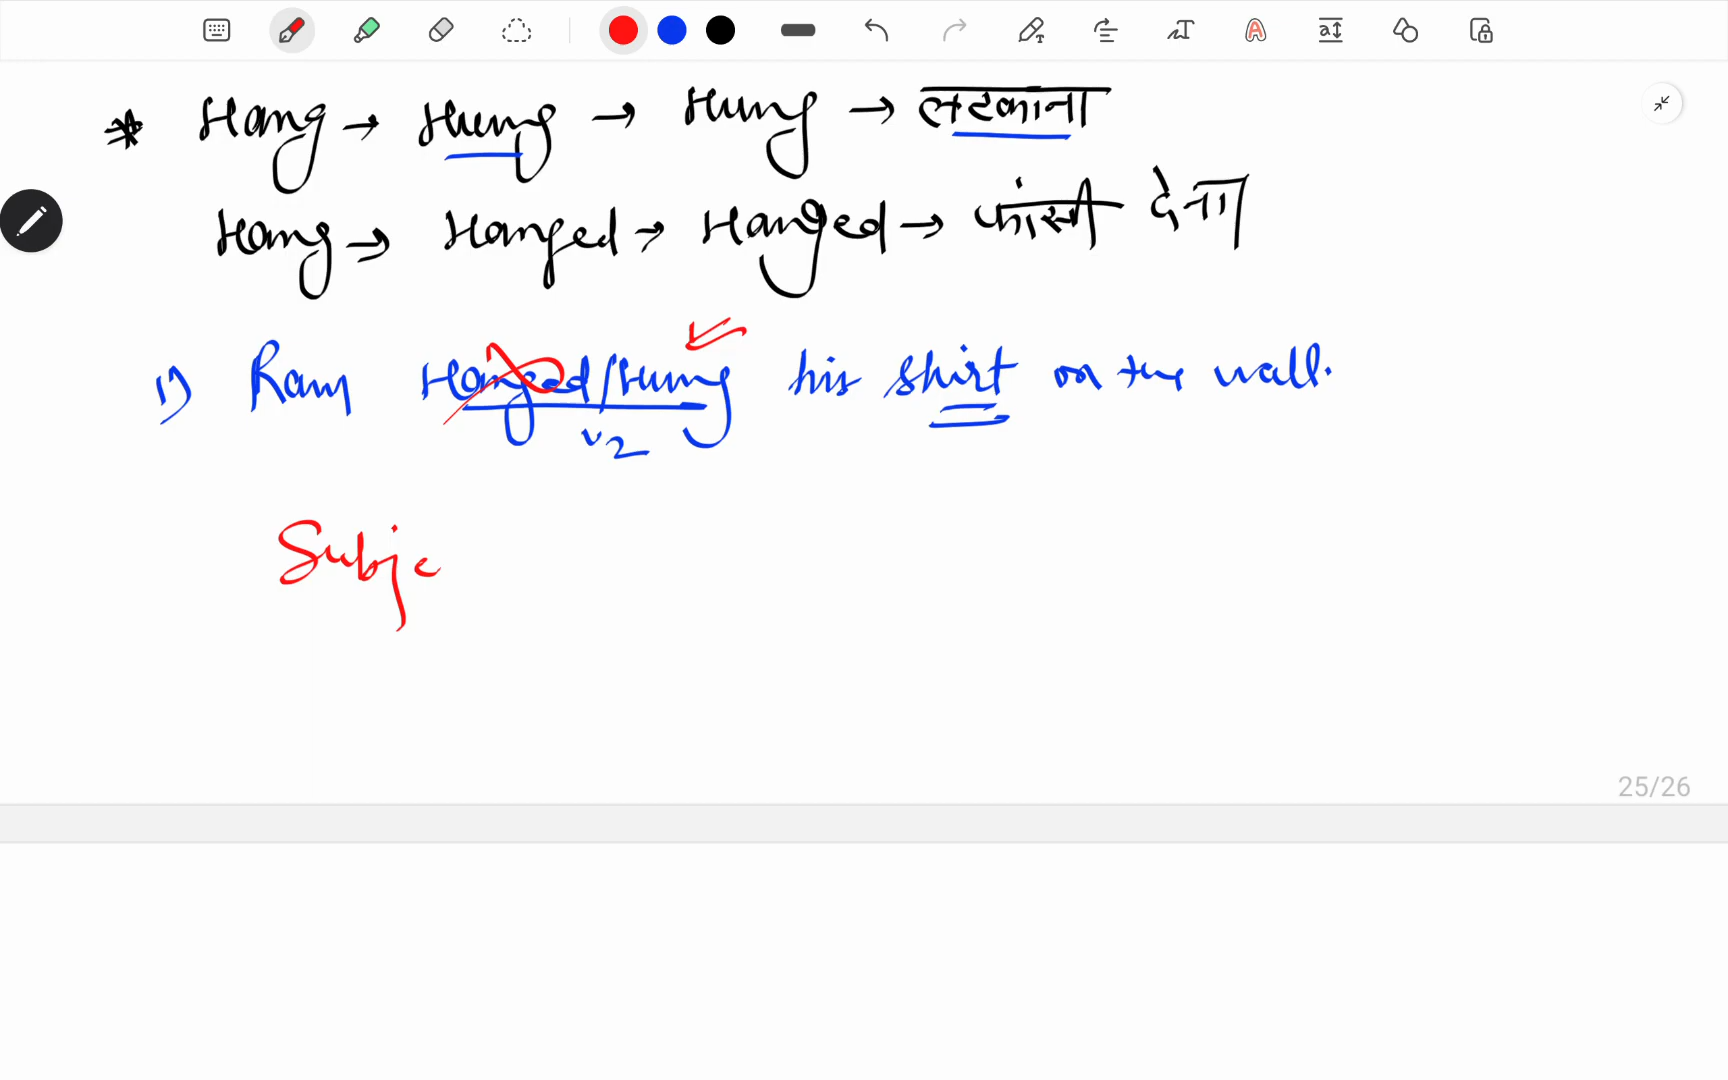 * Hang → Hung → Hung → लटकाना
Hang → Hanged → Hanged → फांसी देना
1) Ram Hanged/Hung his shirt on the wall.
v2
Subje
25/26